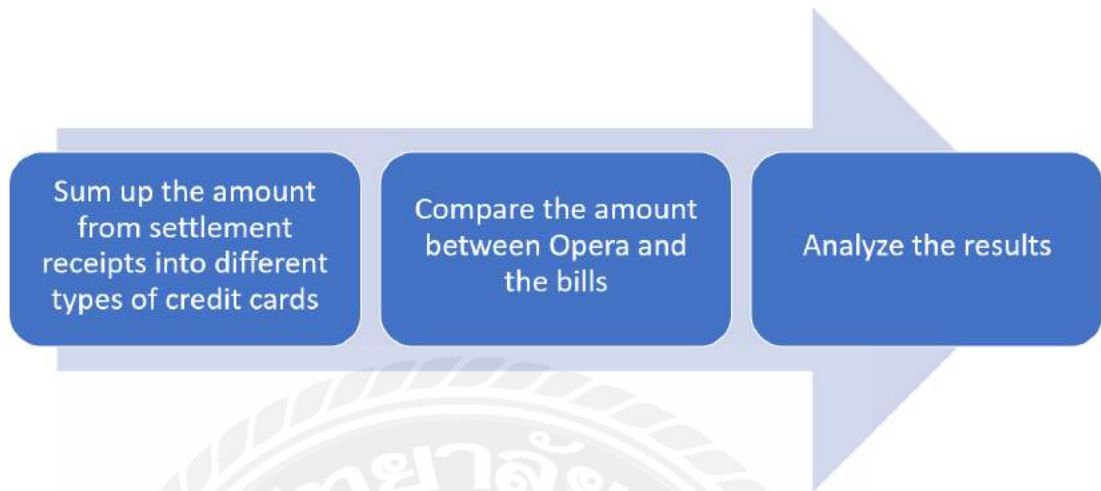 Sum up the amount
from settlement
receipts into different
types of credit cards
Compare the amount
between Opera and
the bills
Analyze the results